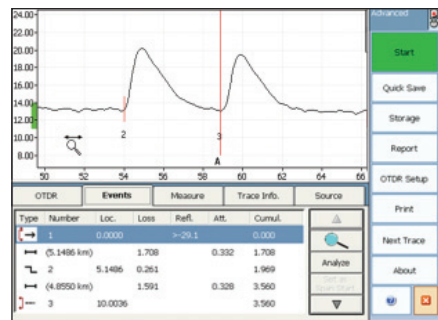 24.00
22.00
20.00
18.00
16.00
14.00
12.00
10.00
8.00
2
3
A
50 52 54 56 58 60 62 64 66
OTDR Events Measure Trace Info. Source
Type Number Loc. Loss Refl. Att. Cumul.
1 0.0000 >-29.1 0.000
(5.1486 km) 1.708 0.332 1.708
2 5.1486 0.261 1.969
(4.8550 km) 1.591 0.328 3.560
3 10.0036 3.560
Analyze
Set as
Span Start
Advanced
Start
Quick Save
Storage
Report
OTDR Setup
Print
Next Trace
About